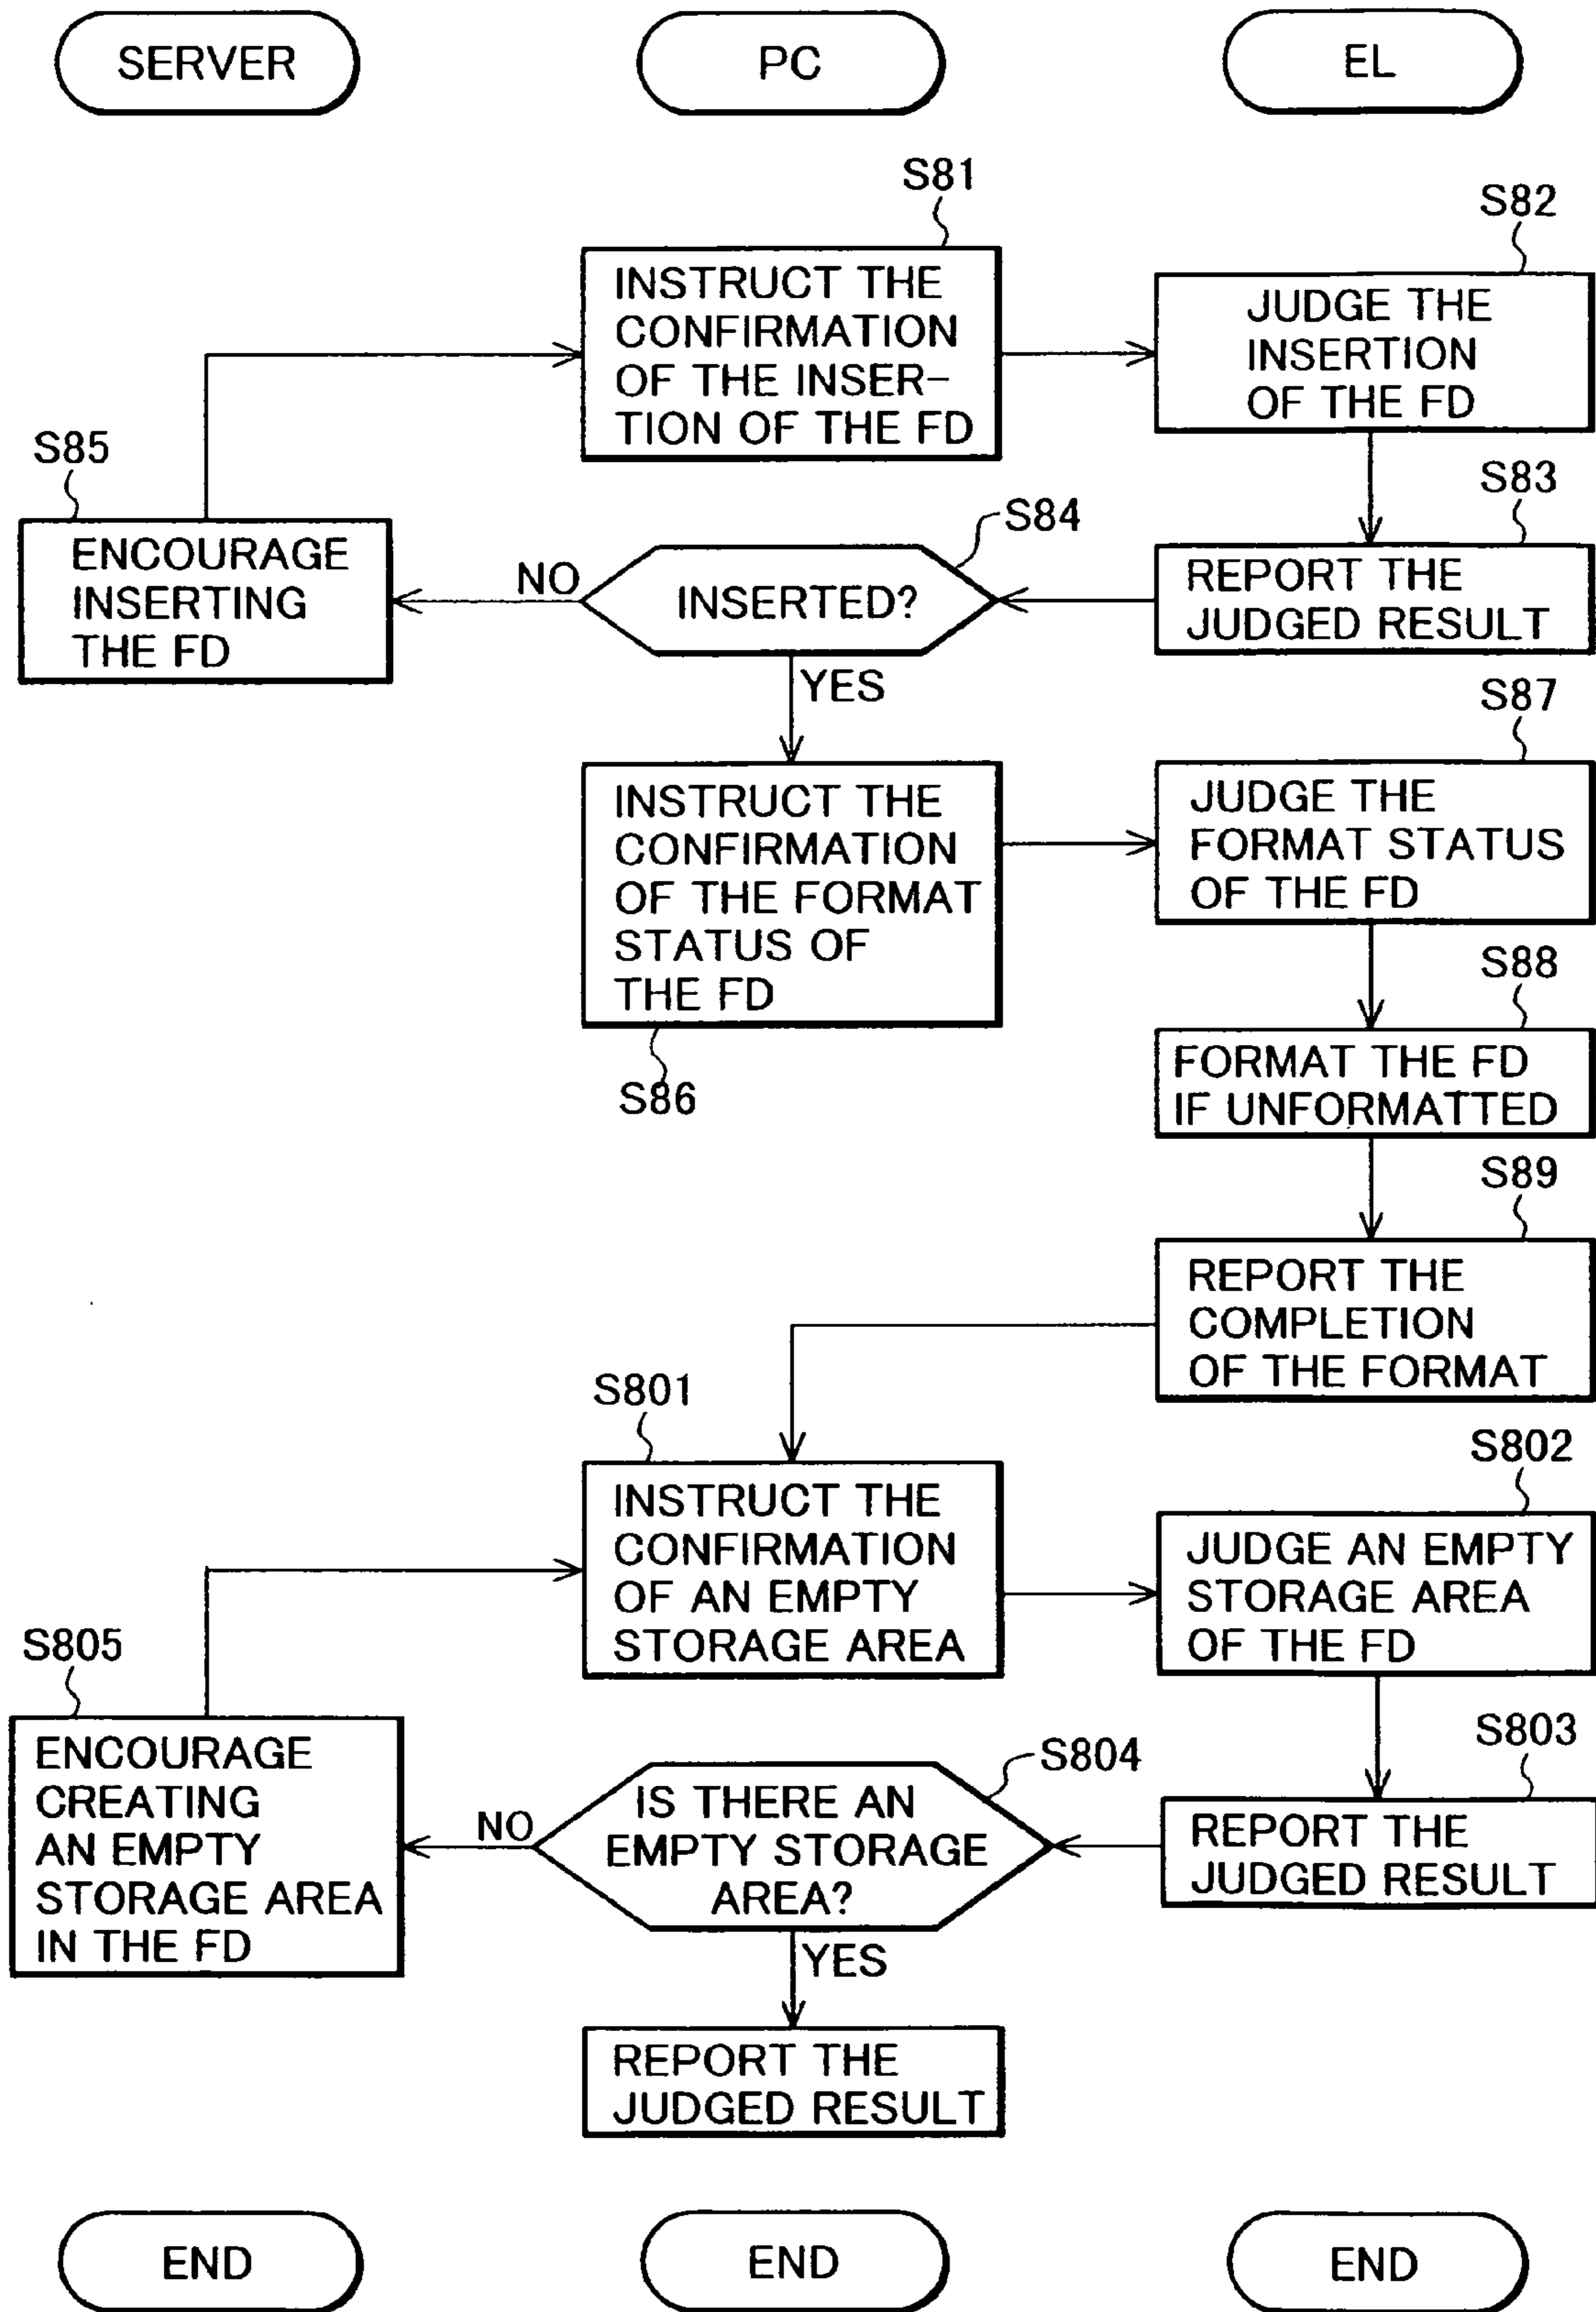 SERVER
PC
EL
S81
INSTRUCT THE
CONFIRMATION
OF THE INSER-
TION OF THE FD
S82
JUDGE THE
INSERTION
OF THE FD
S83
REPORT THE
JUDGED RESULT
S84
INSERTED?
NO
S85
ENCOURAGE
INSERTING
THE FD
YES
INSTRUCT THE
CONFIRMATION
OF THE FORMAT
STATUS OF
THE FD
S86
S87
JUDGE THE
FORMAT STATUS
OF THE FD
S88
FORMAT THE FD
IF UNFORMATTED
S89
REPORT THE
COMPLETION
OF THE FORMAT
S801
INSTRUCT THE
CONFIRMATION
OF AN EMPTY
STORAGE AREA
S802
JUDGE AN EMPTY
STORAGE AREA
OF THE FD
S803
REPORT THE
JUDGED RESULT
S804
IS THERE AN
EMPTY STORAGE
AREA?
NO
S805
ENCOURAGE
CREATING
AN EMPTY
STORAGE AREA
IN THE FD
YES
REPORT THE
JUDGED RESULT
END
END
END